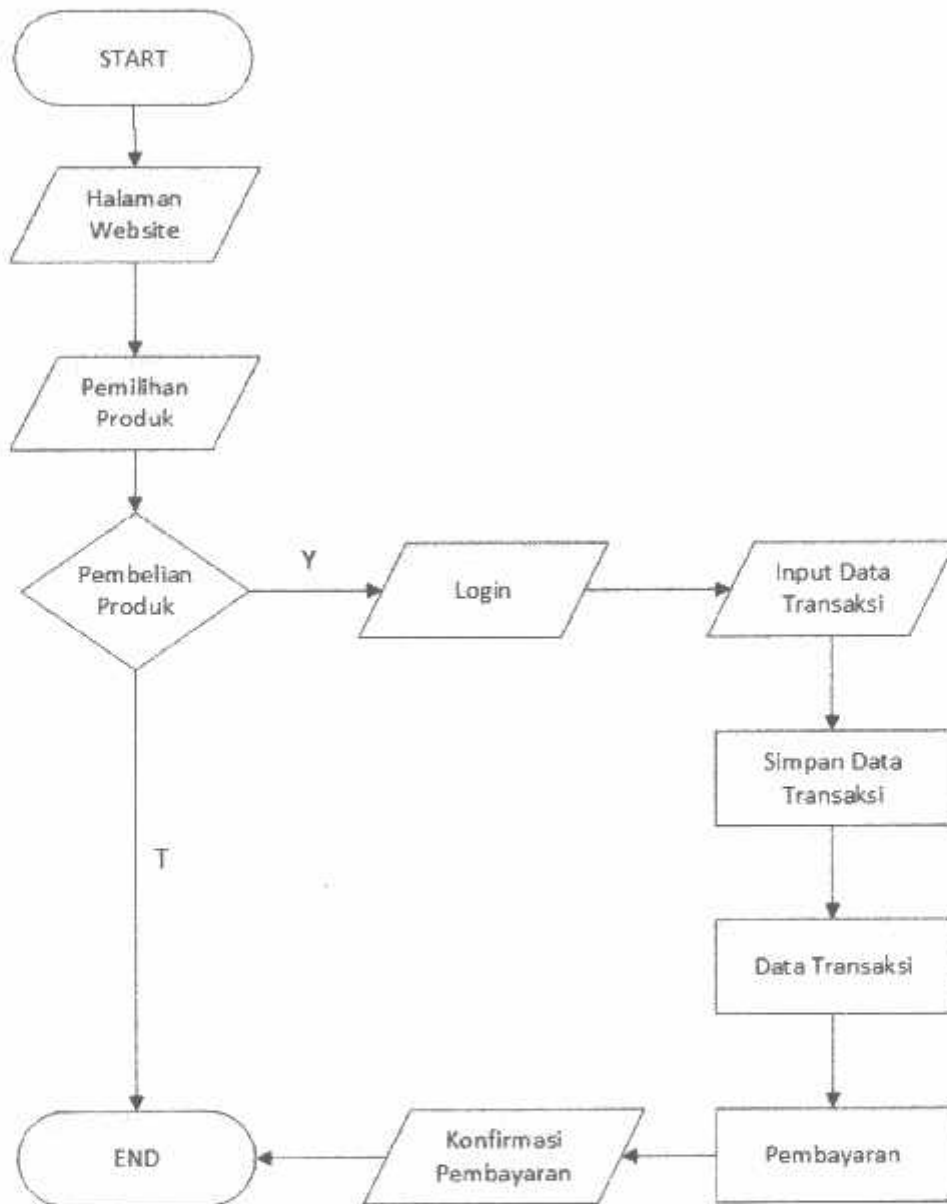 START
Halaman
Website
Pemilihan
Produk
Pembelian
Produk
Y
Login
Input Data
Transaksi
Simpan Data
Transaksi
T
Data Transaksi
Pembayaran
Konfirmasi
Pembayaran
END